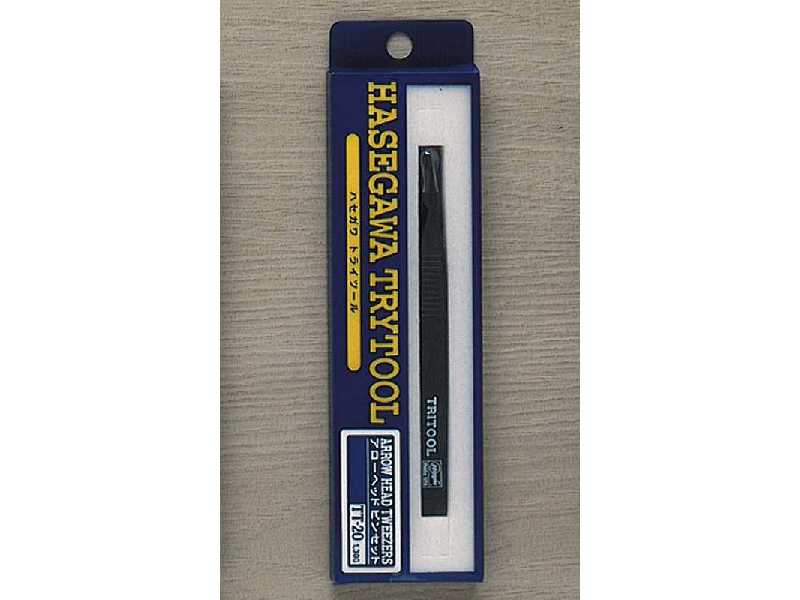 HASEGAWA TRYTOOL
ハセガワ トライツール
TRITOOL
ARROW HEAD TWEEZERS
アローヘッド ピンセット
TT-20